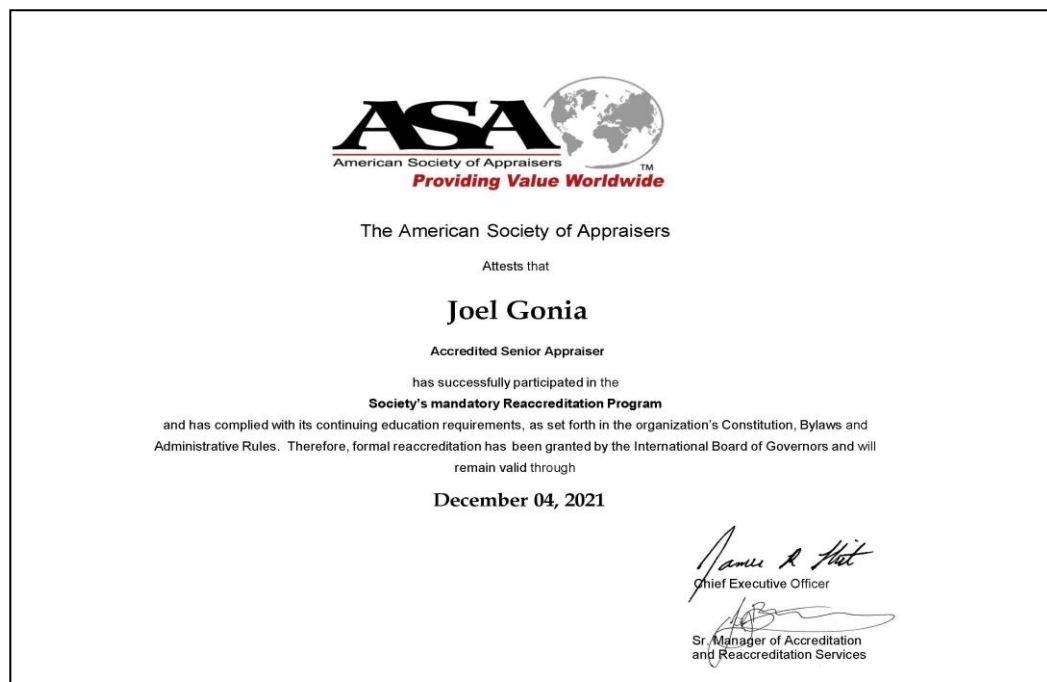 ASA
American Society of Appraisers
TM
Providing Value Worldwide
The American Society of Appraisers
Attests that
Joel Gonia
Accredited Senior Appraiser
has successfully participated in the
Society's mandatory Reaccreditation Program
and has complied with its continuing education requirements, as set forth in the organization's Constitution, Bylaws and
Administrative Rules. Therefore, formal reaccreditation has been granted by the International Board of Governors and will
remain valid through
December 04, 2021
Chief Executive Officer
Sr. Manager of Accreditation
and Reaccreditation Services